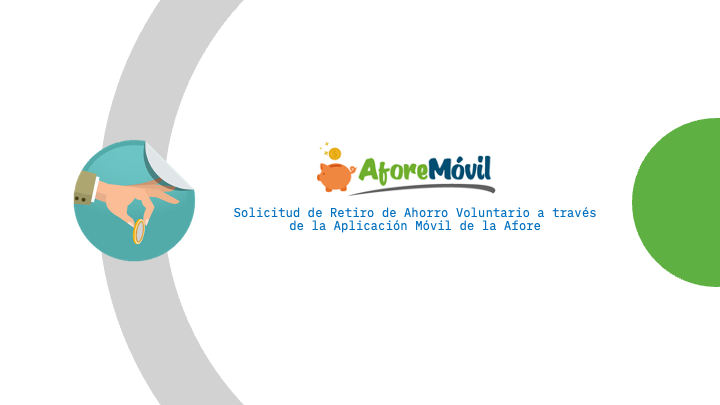 AforeMóvil
Solicitud de Retiro de Ahorro Voluntario a través
de la Aplicación Móvil de la Afore